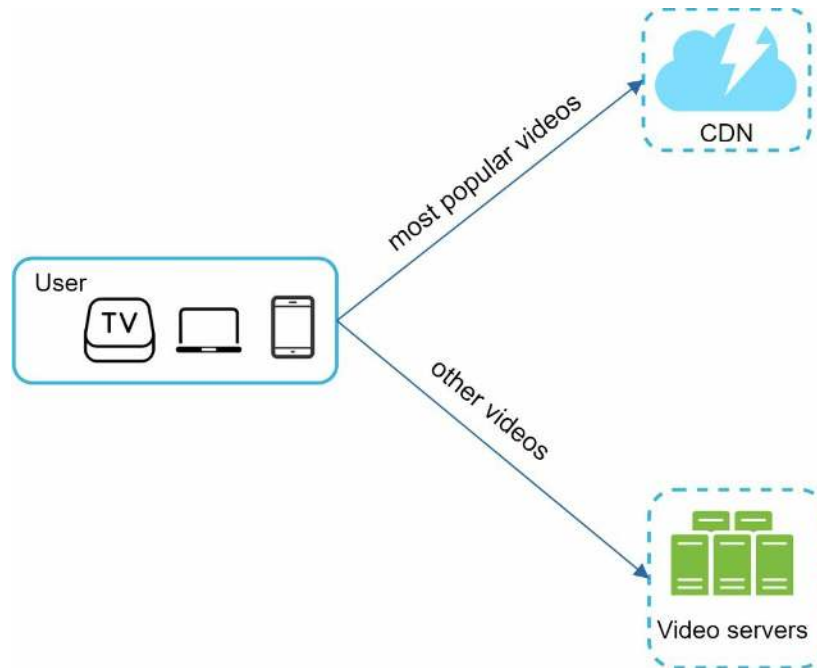 CDN
most popular videos
User
TV
other videos
Video servers